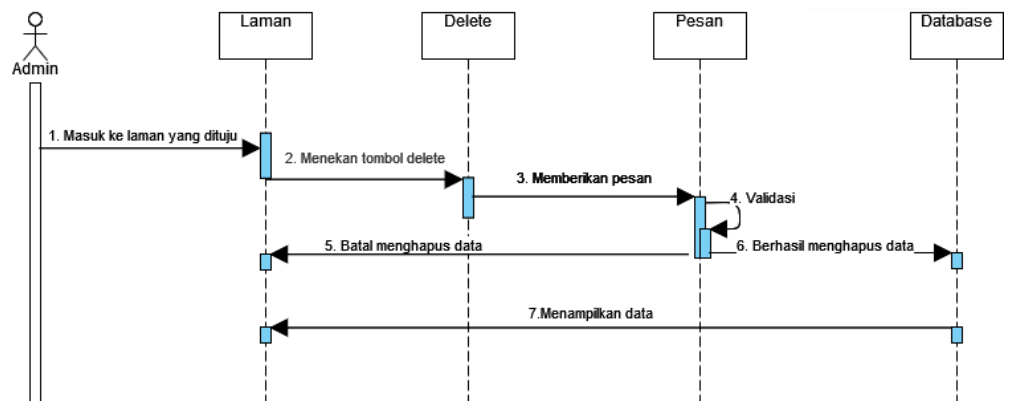 Laman
Delete
Pesan
Database
Admin
1. Masuk ke laman yang dituju
2. Menekan tombol delete
3. Memberikan pesan
4. Validasi
5. Batal menghapus data
6. Berhasil menghapus data
7.Menampilkan data